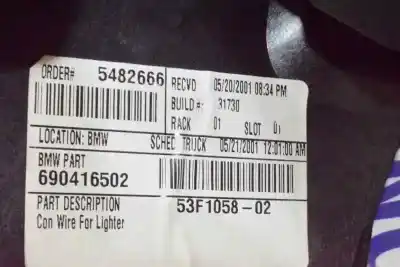 ORDER# 5482666 RECVD 05/20/2001 08:34 PM
BUILD #: 31730
RACK 01 SLOT 01
LOCATION: BMW SCHED TRUCK 05/21/2001 12:01:00 AM
BMW PART
690416502
PART DESCRIPTION 53F1058-02
Con Wire For Lighter